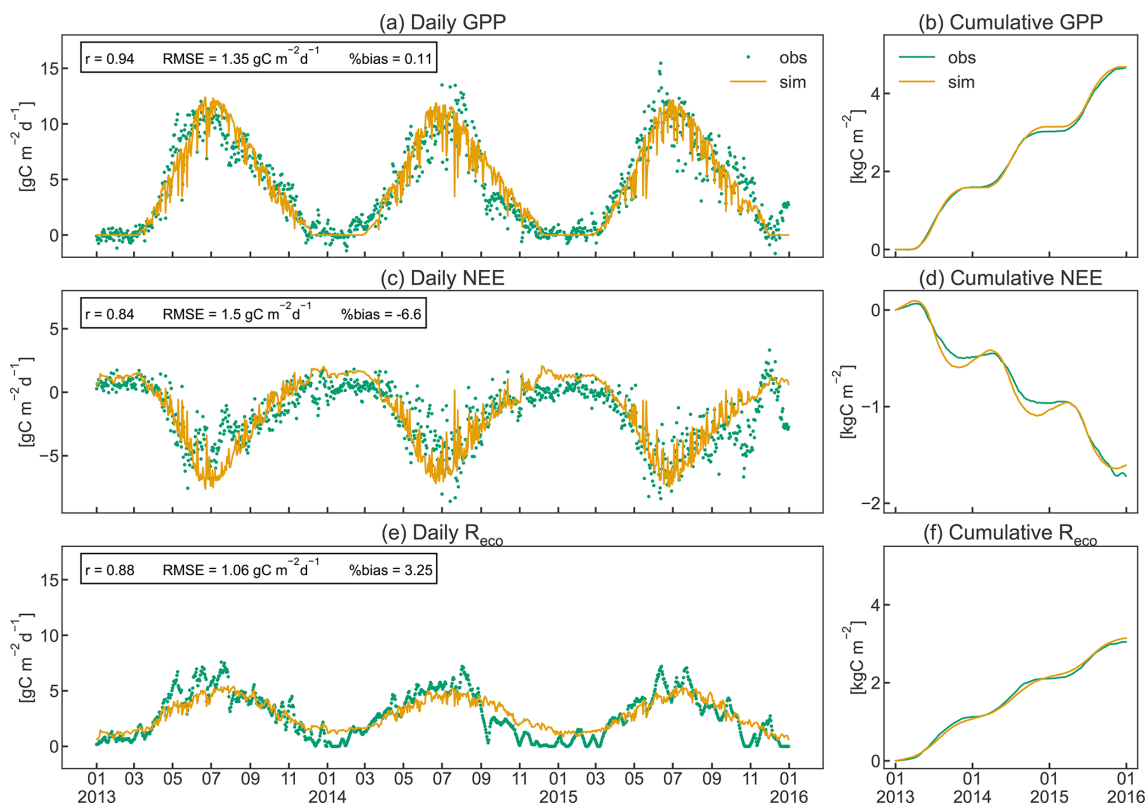 (a) Daily GPP
r = 0.94 RMSE = 1.35 gC m⁻²d⁻¹ %bias = 0.11
obs
sim
[gC m⁻²d⁻¹]
15
10
5
0
(b) Cumulative GPP
obs
sim
[kgC m⁻²]
4
2
0
(c) Daily NEE
r = 0.84 RMSE = 1.5 gC m⁻²d⁻¹ %bias = -6.6
[gC m⁻²d⁻¹]
5
0
−5
(d) Cumulative NEE
[kgC m⁻²]
0
−1
−2
(e) Daily R_eco
r = 0.88 RMSE = 1.06 gC m⁻²d⁻¹ %bias = 3.25
[gC m⁻²d⁻¹]
15
10
5
0
01 03 05 07 09 11 01 03 05 07 09 11 01 03 05 07 09 11 01
2013 2014 2015 2016
(f) Cumulative R_eco
[kgC m⁻²]
4
2
0
01 01 01 01
2013 2014 2015 2016